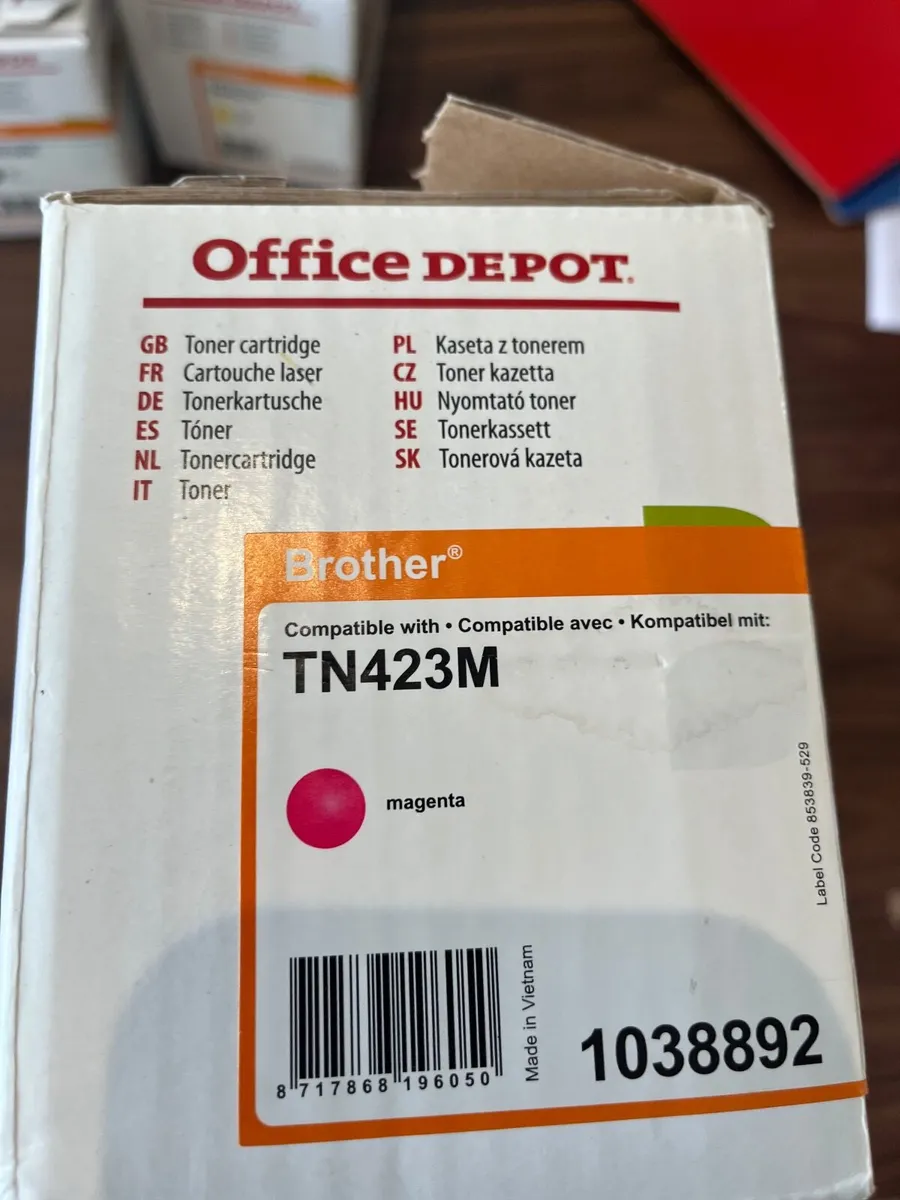 Office DEPOT.
GB Toner cartridge
FR Cartouche laser
DE Tonerkartusche
ES Tóner
NL Tonercartridge
IT Toner
PL Kaseta z tonerem
CZ Toner kazetta
HU Nyomtató toner
SE Tonerkassett
SK Tonerová kazeta
Brother®
Compatible with • Compatible avec • Kompatibel mit:
TN423M
magenta
Label Code 853839-529
8 717868 196050
Made in Vietnam
1038892